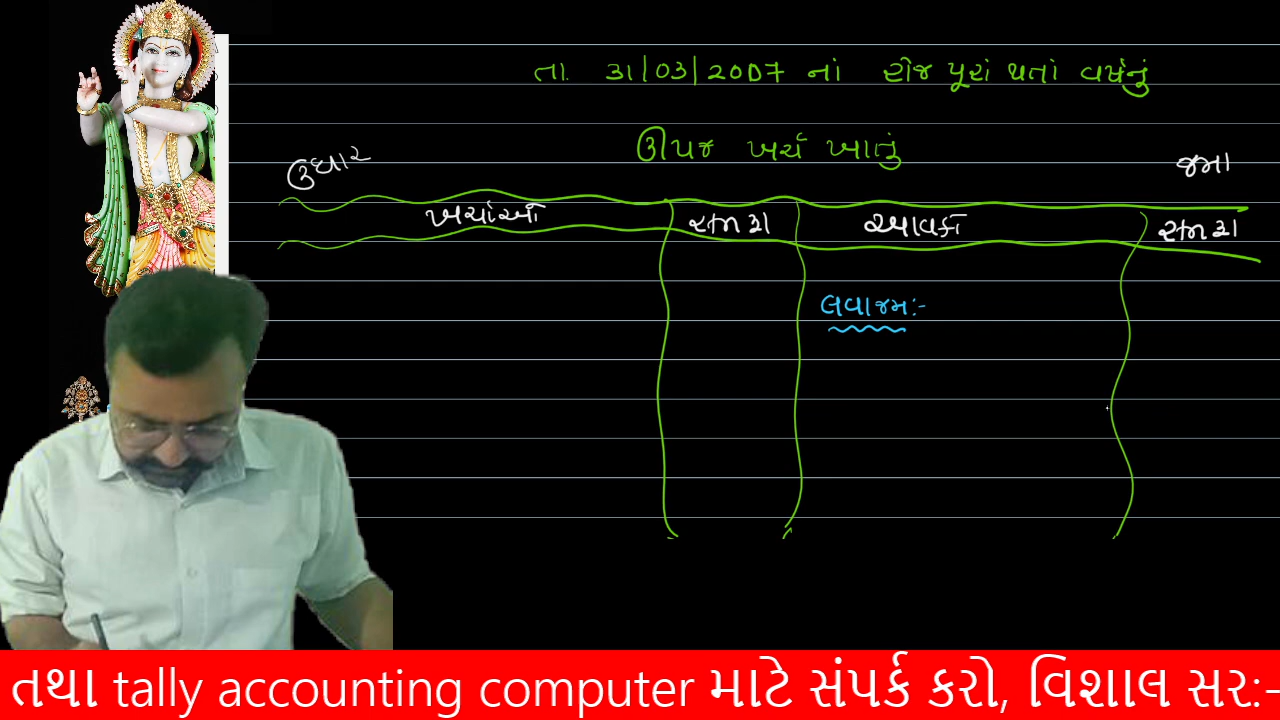 તા. 31/03/2007 નાં રોજ પૂરાં થતાં વર્ષનું
ઊપજ ખર્ચ ખાતું
ઉધાર જમા
ખર્ચાઓ રકમ રૂા આવક રકમ રૂા
લવાજમ:-
તથા tally accounting computer માટે સંપર્ક કરો, વિશાલ સર:-